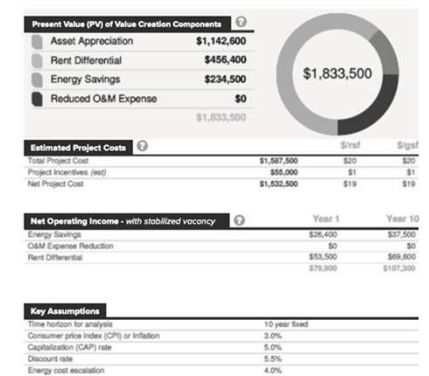 Present Value (PV) of Value Creation Components ?
Asset Appreciation $1,142,600
Rent Differential $456,400
Energy Savings $234,500
Reduced O&M Expense $0
$1,833,500
$1,833,500
Estimated Project Costs ? $/rsf $/gsf
Total Project Cost $1,587,500 $20 $20
Project Incentives (est) $55,000 $1 $1
Net Project Cost $1,532,500 $19 $19
Net Operating Income - with stabilized vacancy ? Year 1 Year 10
Energy Savings $26,400 $37,500
O&M Expense Reduction $0 $0
Rent Differential $53,500 $69,800
$79,800 $107,300
Key Assumptions
Time horizon for analysis 10 year fixed
Consumer price index (CPI) or Inflation 3.0%
Capitalization (CAP) rate 5.0%
Discount rate 5.5%
Energy cost escalation 4.0%